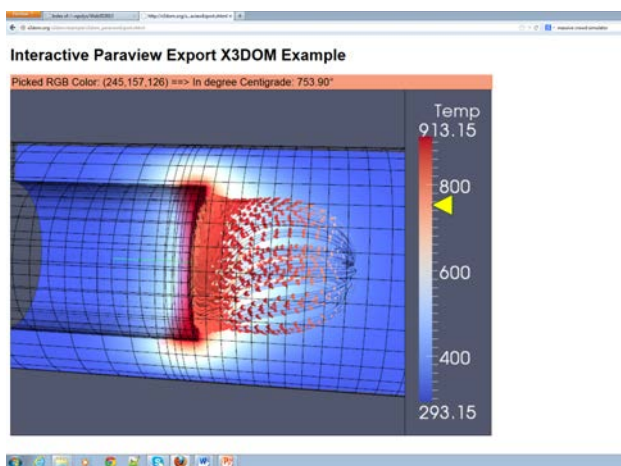 Interactive Paraview Export X3DOM Example
Picked RGB Color: (245,157,126) ==> In degree Centigrade: 753.90°
Temp
913.15
800
600
400
293.15